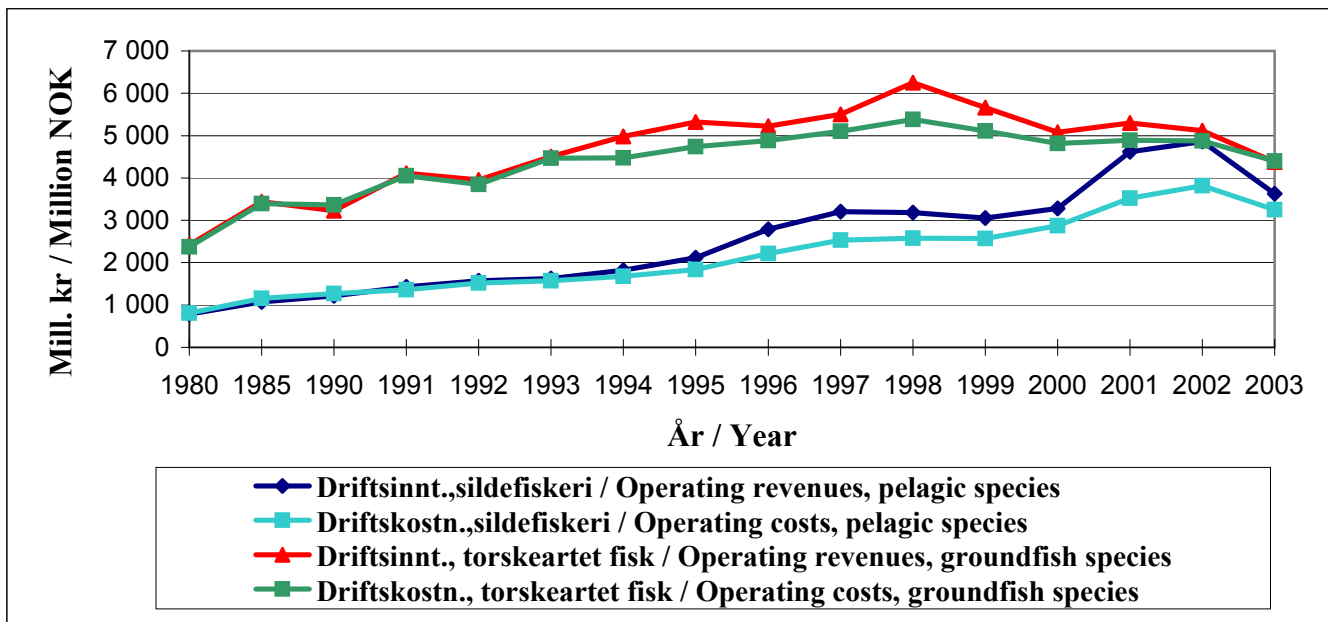 Mill. kr / Million NOK
7 000
6 000
5 000
4 000
3 000
2 000
1 000
0
1980 1985 1990 1991 1992 1993 1994 1995 1996 1997 1998 1999 2000 2001 2002 2003
År / Year
Driftsinnt.,sildefiskeri / Operating revenues, pelagic species
Driftskostn.,sildefiskeri / Operating costs, pelagic species
Driftsinnt., torskeartet fisk / Operating revenues, groundfish species
Driftskostn., torskeartet fisk / Operating costs, groundfish species